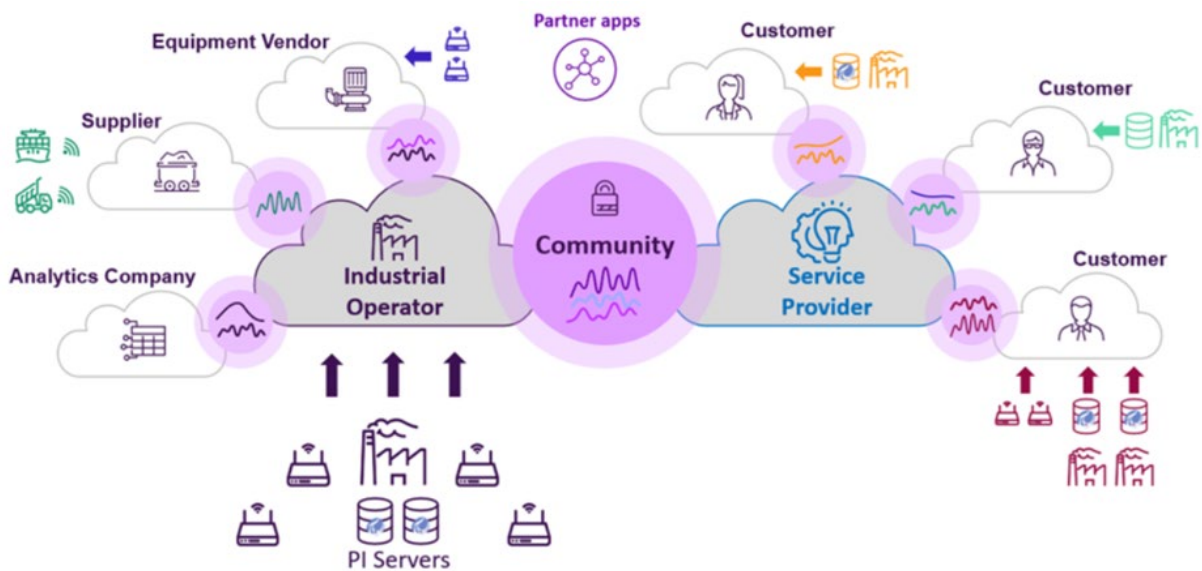 Partner apps
Equipment Vendor
Customer
Customer
Supplier
Community
Industrial
Operator
Service
Provider
Analytics Company
Customer
PI Servers